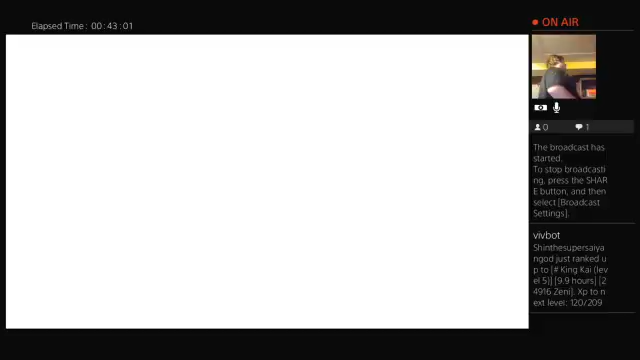 Elapsed Time : 00 : 43 : 01
ON AIR
0 1
The broadcast has
started.
To stop broadcasti
ng, press the SHAR
E button, and then
select [Broadcast
Settings].
vivbot
Shinthesupersaiya
ngod just ranked u
p to [# King Kai (lev
el 5)] [9.9 hours] [2
4916 Zeni]. Xp to n
ext level: 120/209